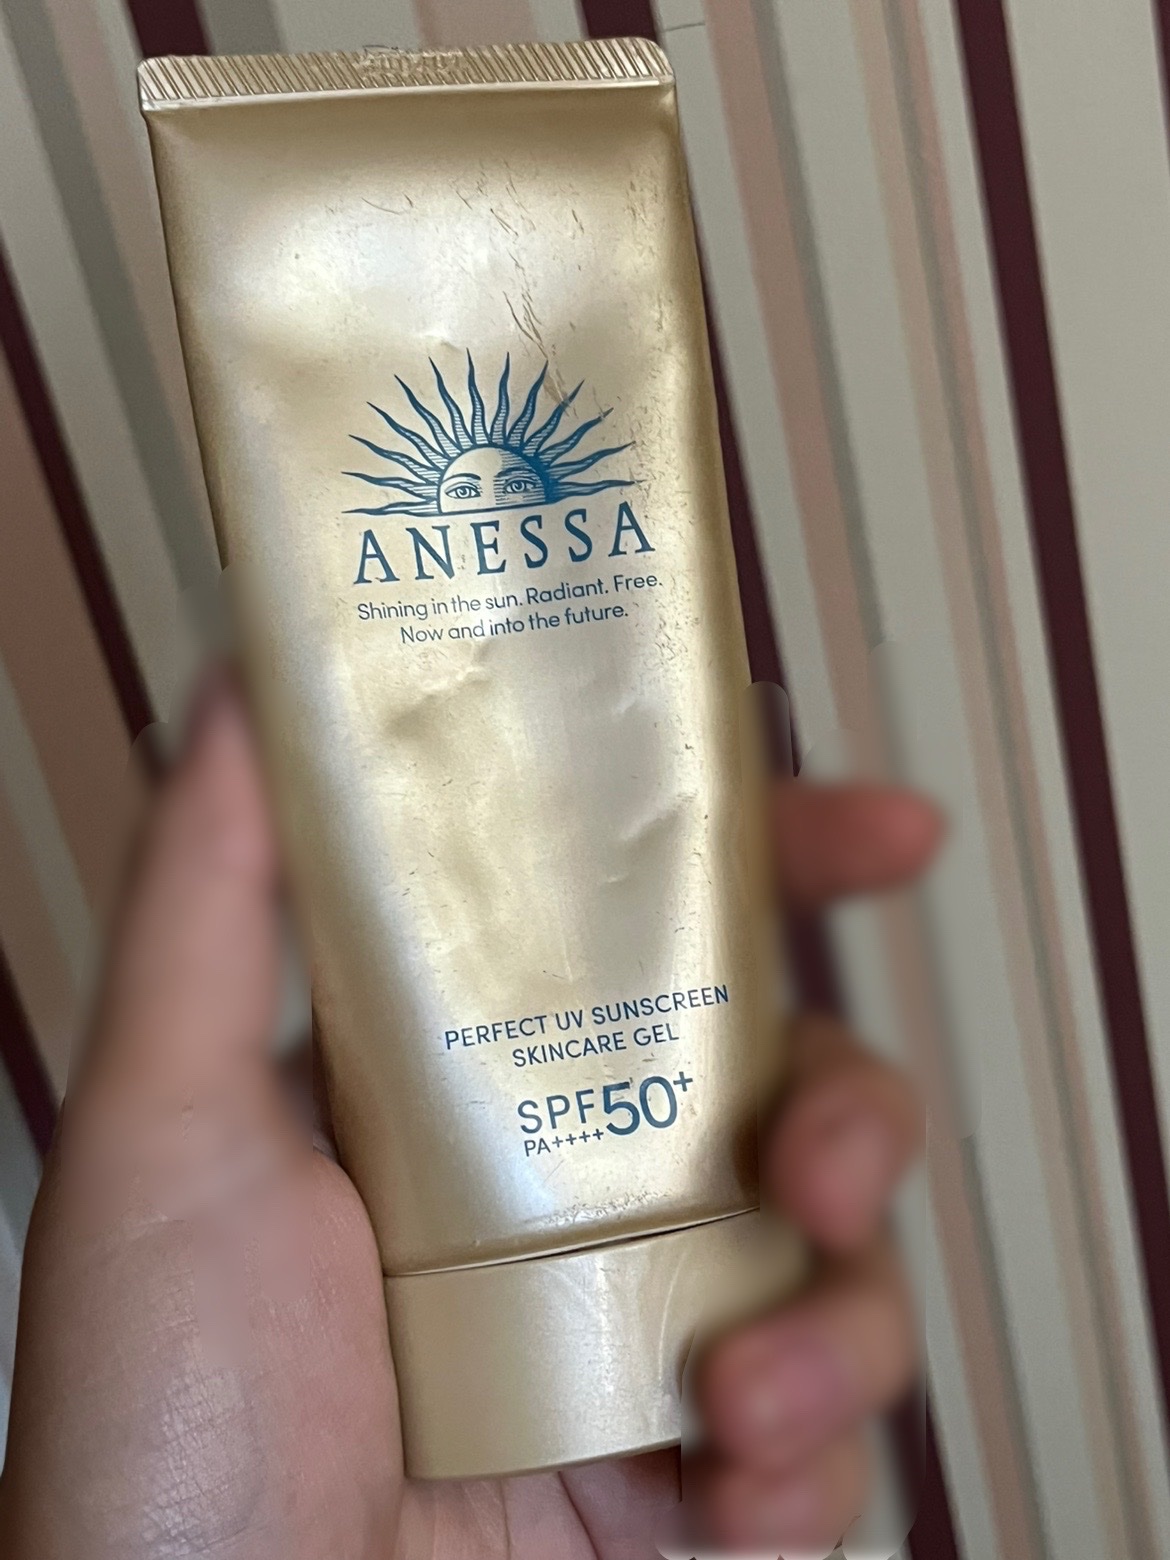 ANESSA
Shining in the sun. Radiant. Free.
Now and into the future.
PERFECT UV SUNSCREEN
SKINCARE GEL
SPF50+
PA++++